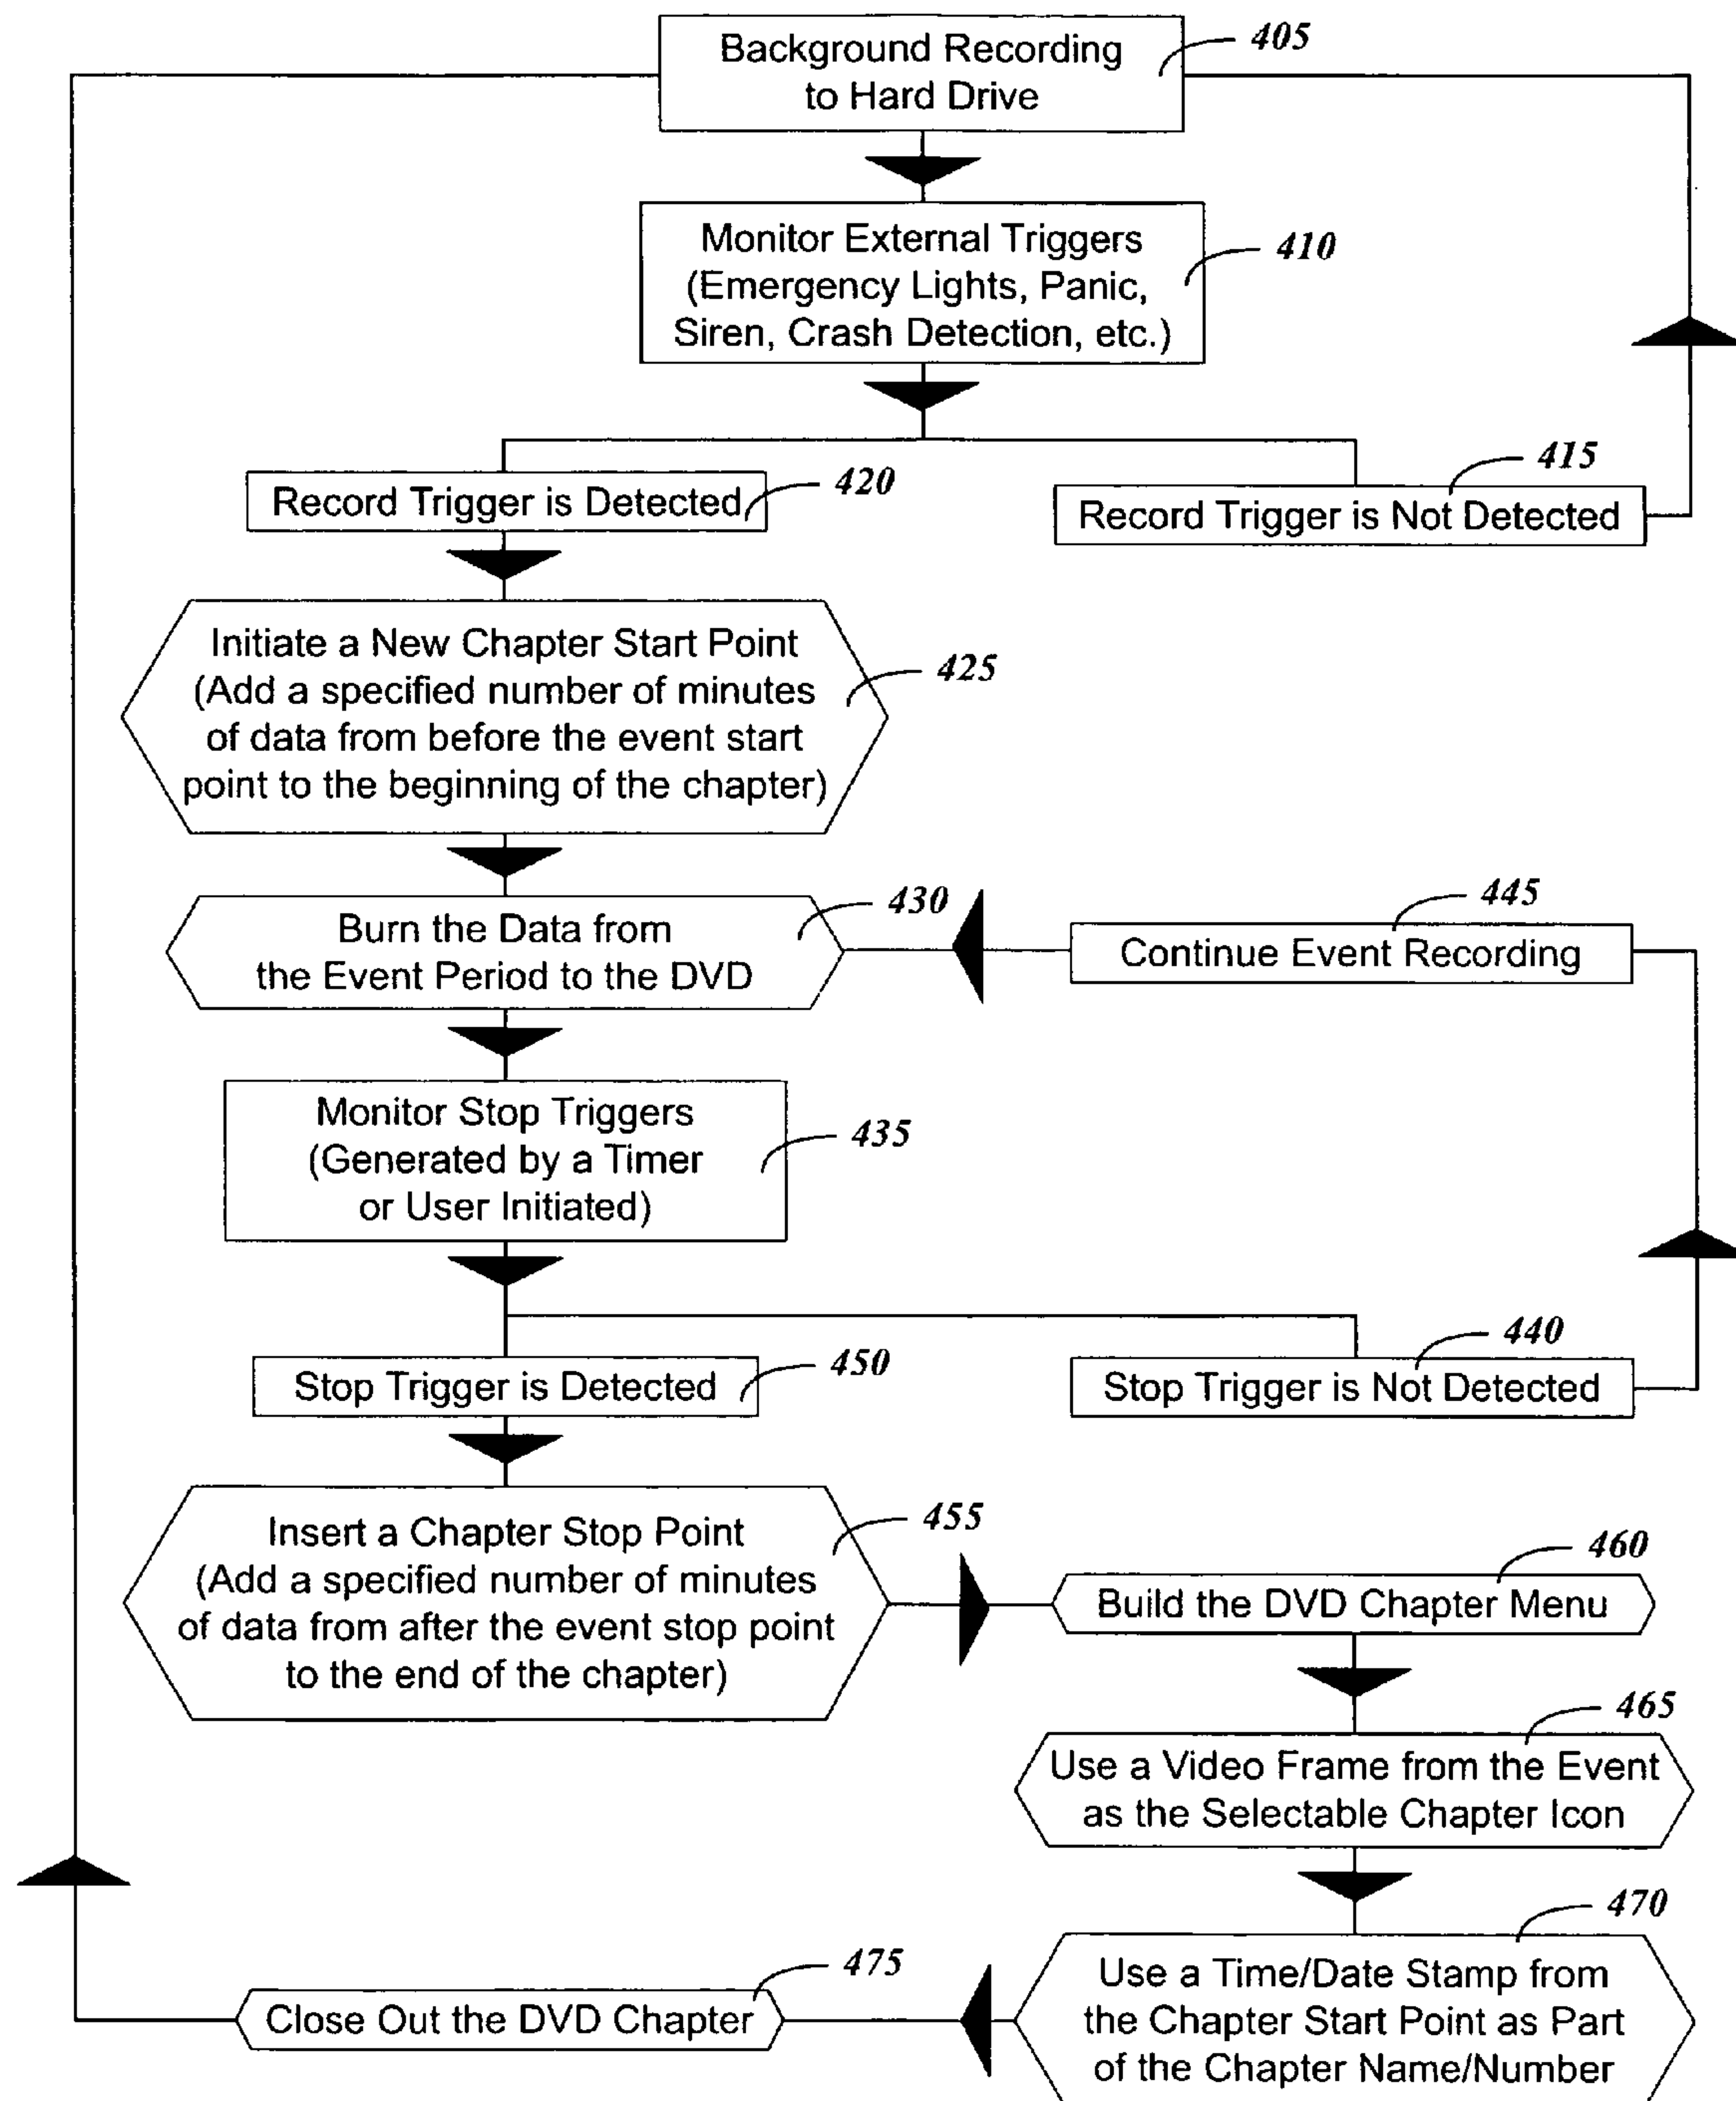 Background Recording
to Hard Drive
405
Monitor External Triggers
(Emergency Lights, Panic,
Siren, Crash Detection, etc.)
410
Record Trigger is Detected
420
Record Trigger is Not Detected
415
Initiate a New Chapter Start Point
(Add a specified number of minutes
of data from before the event start
point to the beginning of the chapter)
425
Burn the Data from
the Event Period to the DVD
430
Continue Event Recording
445
Monitor Stop Triggers
(Generated by a Timer
or User Initiated)
435
Stop Trigger is Detected
450
Stop Trigger is Not Detected
440
Insert a Chapter Stop Point
(Add a specified number of minutes
of data from after the event stop point
to the end of the chapter)
455
Build the DVD Chapter Menu
460
Use a Video Frame from the Event
as the Selectable Chapter Icon
465
Use a Time/Date Stamp from
the Chapter Start Point as Part
of the Chapter Name/Number
470
Close Out the DVD Chapter
475